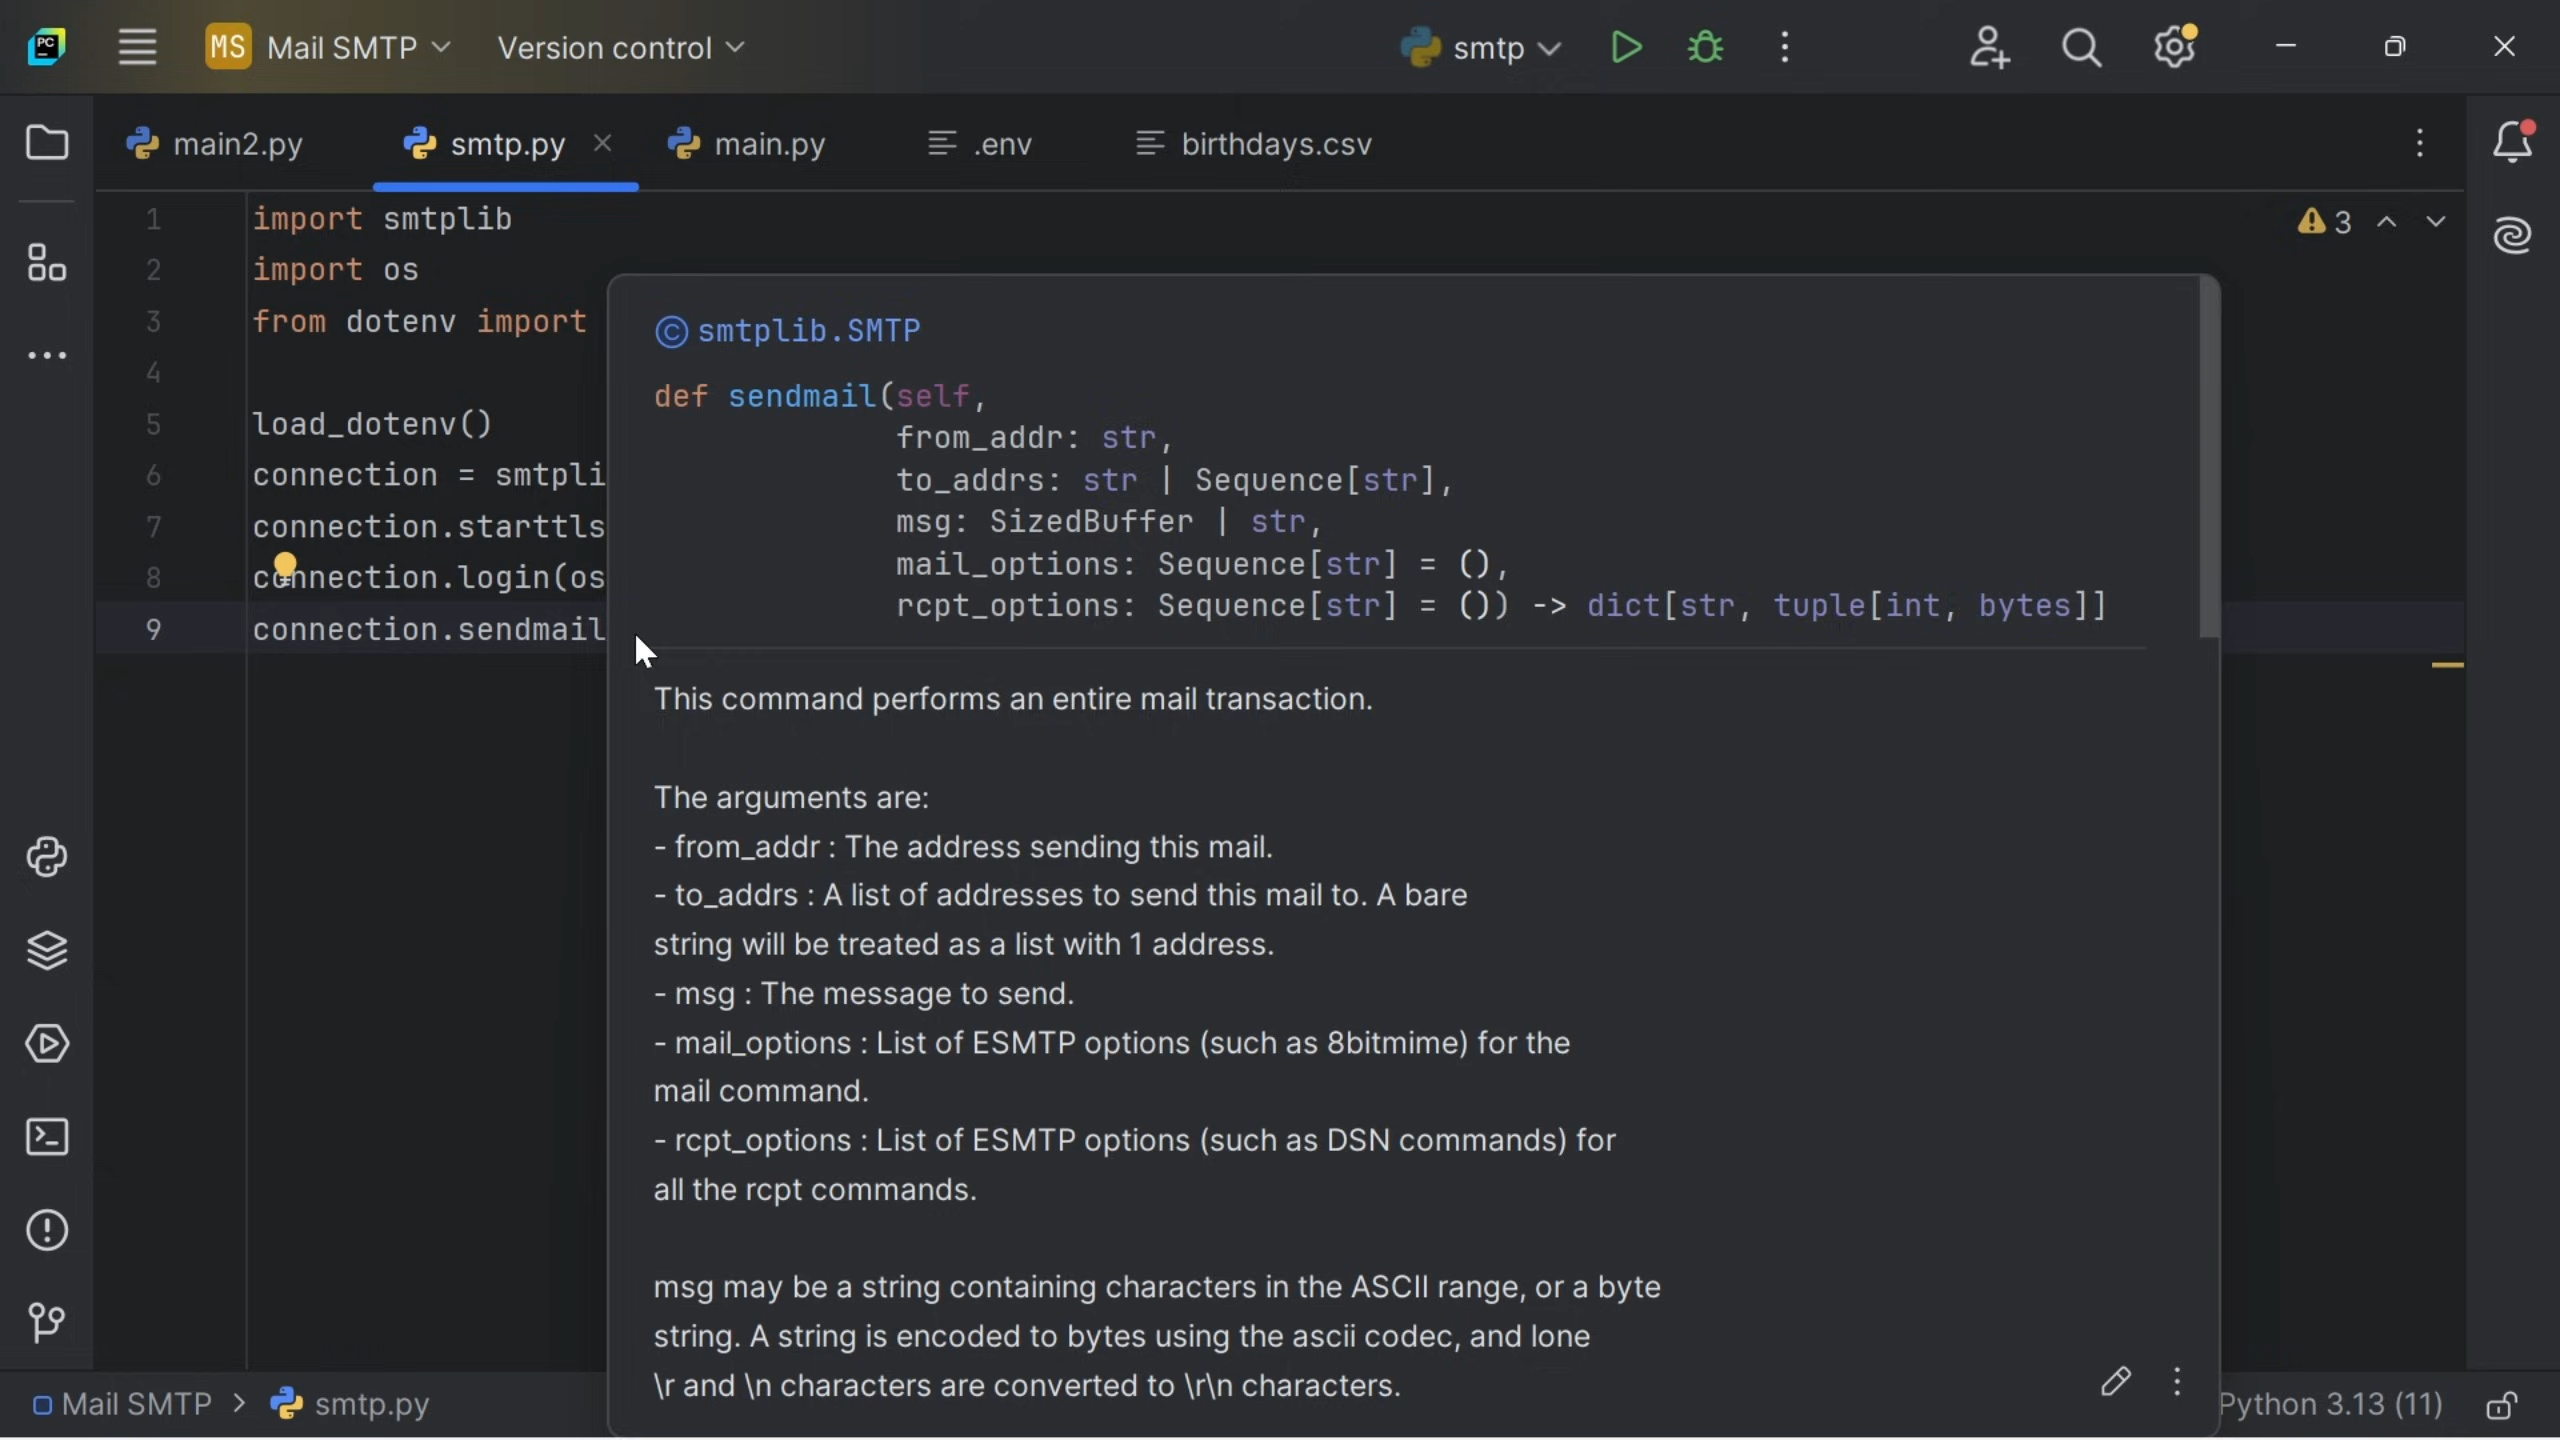 PC MS Mail SMTP Version control smtp
main2.py smtp.py main.py .env birthdays.csv
1 import smtplib
2 import os
3 from dotenv import
4
5 load_dotenv()
6 connection = smtpli
7 connection.starttls
8 connection.login(os
9 connection.sendmail
3
© smtplib.SMTP
def sendmail(self,
from_addr: str,
to_addrs: str | Sequence[str],
msg: SizedBuffer | str,
mail_options: Sequence[str] = (),
rcpt_options: Sequence[str] = ()) -> dict[str, tuple[int, bytes]]
This command performs an entire mail transaction.
The arguments are:
- from_addr : The address sending this mail.
- to_addrs : A list of addresses to send this mail to. A bare
string will be treated as a list with 1 address.
- msg : The message to send.
- mail_options : List of ESMTP options (such as 8bitmime) for the
mail command.
- rcpt_options : List of ESMTP options (such as DSN commands) for
all the rcpt commands.
msg may be a string containing characters in the ASCII range, or a byte
string. A string is encoded to bytes using the ascii codec, and lone
\r and \n characters are converted to \r\n characters.
Mail SMTP > smtp.py Python 3.13 (11)